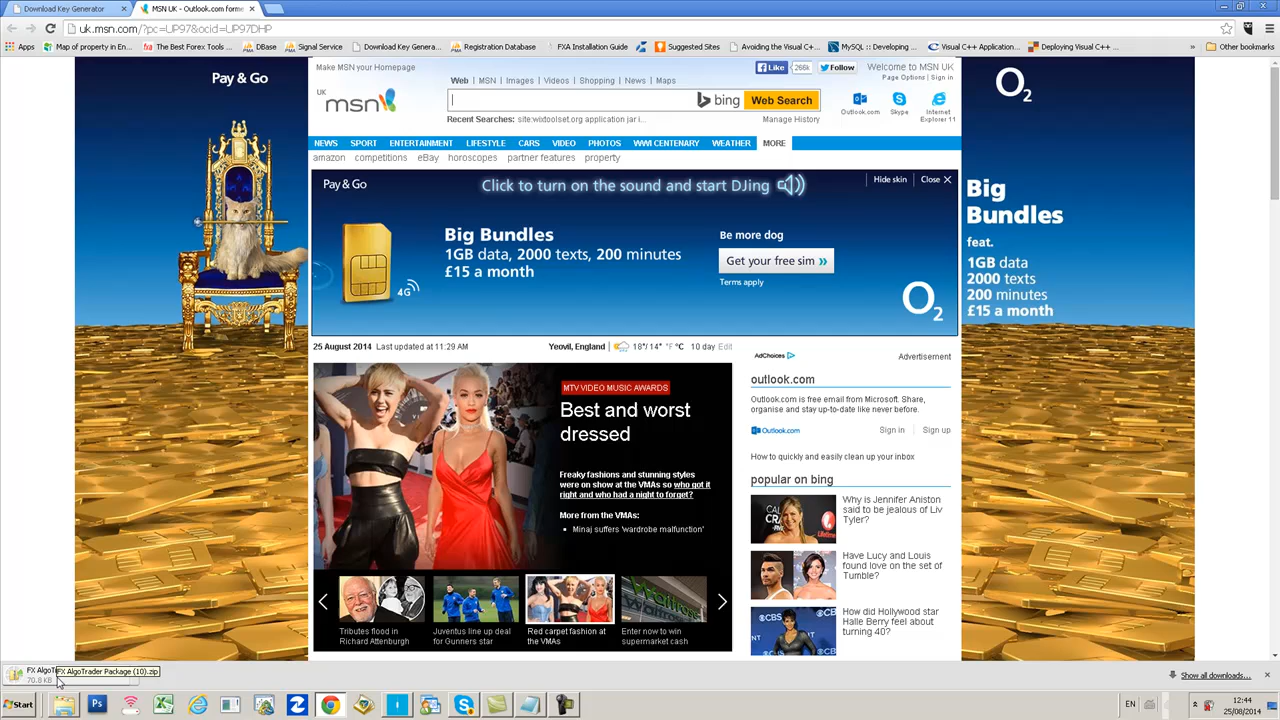 Download Key Generator
MSN UK - Outlook.com forme
uk.msn.com/?pc=UP97&ocid=UP97DHP
Apps
Map of property in En...
The Best Forex Tools ...
DBase
Signal Service
Download Key Genera...
Registration Database
FXA Installation Guide
Suggested Sites
Avoiding the Visual C...
MySQL :: Developing ...
Visual C++ Application...
Deploying Visual C++ ...
»
Other bookmarks
Pay & Go
Make MSN your Homepage
Like
266k
Follow
Welcome to MSN UK
Page Options | Sign in
Web | MSN | Images | Videos | Shopping | News | Maps
UK
msn
bing
Web Search
Outlook.com
Skype
Internet
Explorer 11
Recent Searches: site:wixtoolset.org application jar i...
Manage History
O2
NEWS SPORT ENTERTAINMENT LIFESTYLE CARS VIDEO PHOTOS WWI CENTENARY WEATHER MORE
amazon competitions eBay horoscopes partner features property
Pay & Go
Click to turn on the sound and start DJing
Hide skin
Close X
Big Bundles
1GB data, 2000 texts, 200 minutes
£15 a month
4G
Be more dog
Get your free sim »
Terms apply
O2
Big
Bundles
feat.
1GB data
2000 texts
200 minutes
£15 a month
25 August 2014 Last updated at 11:29 AM
Yeovil, England | 18°/14° °F °C 10 day Edit
AdChoices
Advertisement
MTV VIDEO MUSIC AWARDS
Best and worst
dressed
Freaky fashions and stunning styles
were on show at the VMAs so who got it
right and who had a night to forget?
More from the VMAs:
Minaj suffers 'wardrobe malfunction'
Tributes flood in
Richard Attenburgh
Juventus line up deal
for Gunners star
Red carpet fashion at
the VMAs
Enter now to win
supermarket cash
outlook.com
Outlook.com is free email from Microsoft. Share,
organise and stay up-to-date like never before.
Outlook.com
Sign in | Sign up
How to quickly and easily clean up your inbox
popular on bing
Why is Jennifer Aniston
said to be jealous of Liv
Tyler?
Have Lucy and Louis
found love on the set of
Tumble?
How did Hollywood star
Halle Berry feel about
turning 40?
FX AlgoT
70.8 KB
FX AlgoTrader Package (10).zip
Show all downloads...
Start
EN
12:44
25/08/2014